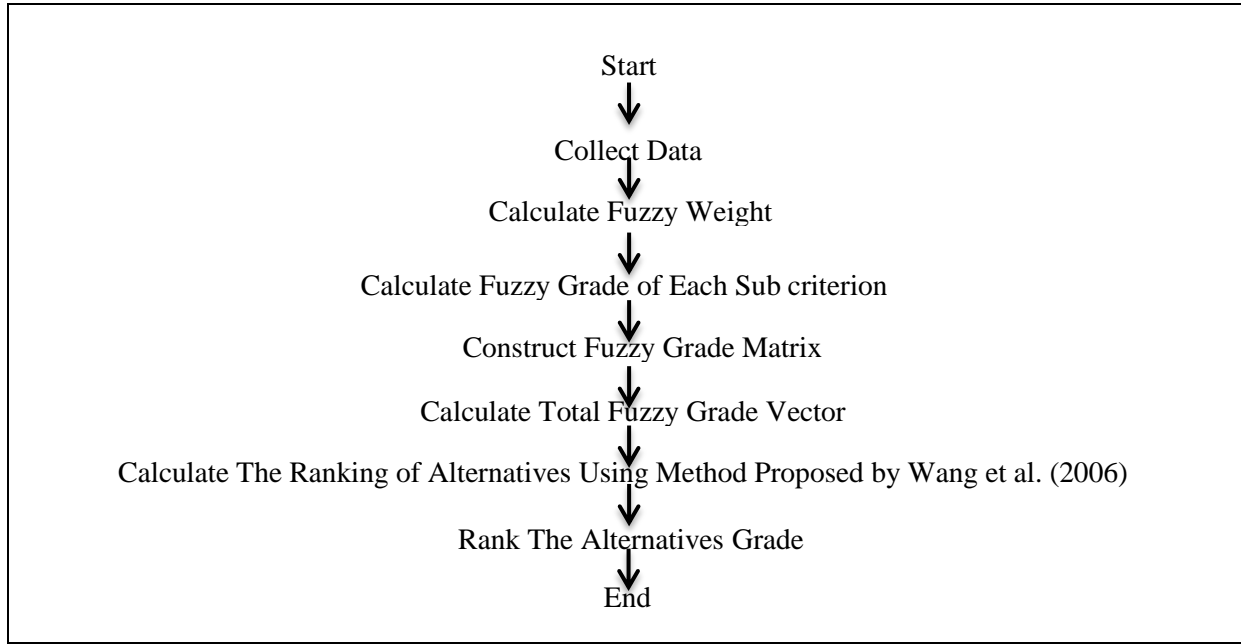 Start
Collect Data
Calculate Fuzzy Weight
Calculate Fuzzy Grade of Each Sub criterion
Construct Fuzzy Grade Matrix
Calculate Total Fuzzy Grade Vector
Calculate The Ranking of Alternatives Using Method Proposed by Wang et al. (2006)
Rank The Alternatives Grade
End